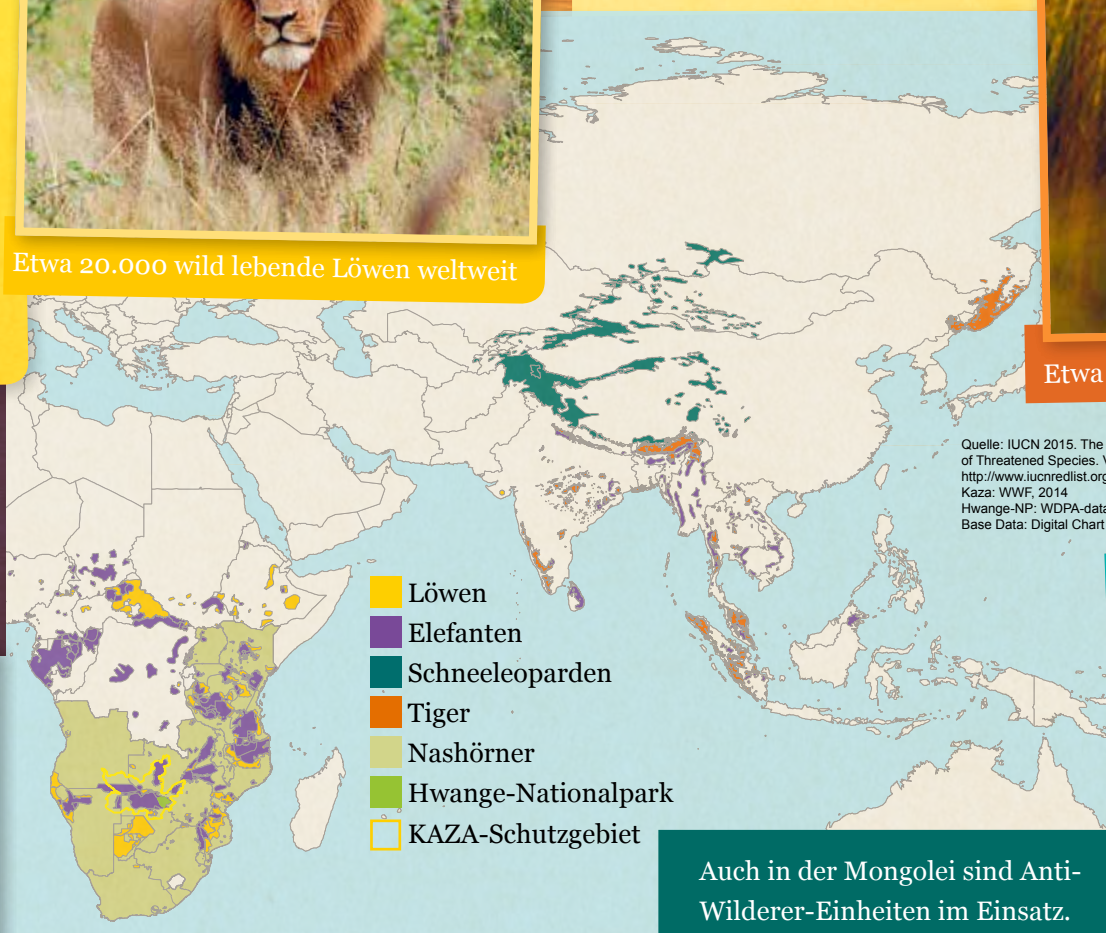 Etwa 20.000 wild lebende Löwen weltweit
Etwa
Quelle: IUCN 2015. The
of Threatened Species. V
http://www.iucnredlist.org
Kaza: WWF, 2014
Hwange-NP: WDPA-data
Base Data: Digital Chart
Löwen
Elefanten
Schneeleoparden
Tiger
Nashörner
Hwange-Nationalpark
KAZA-Schutzgebiet
Auch in der Mongolei sind Anti-
Wilderer-Einheiten im Einsatz.